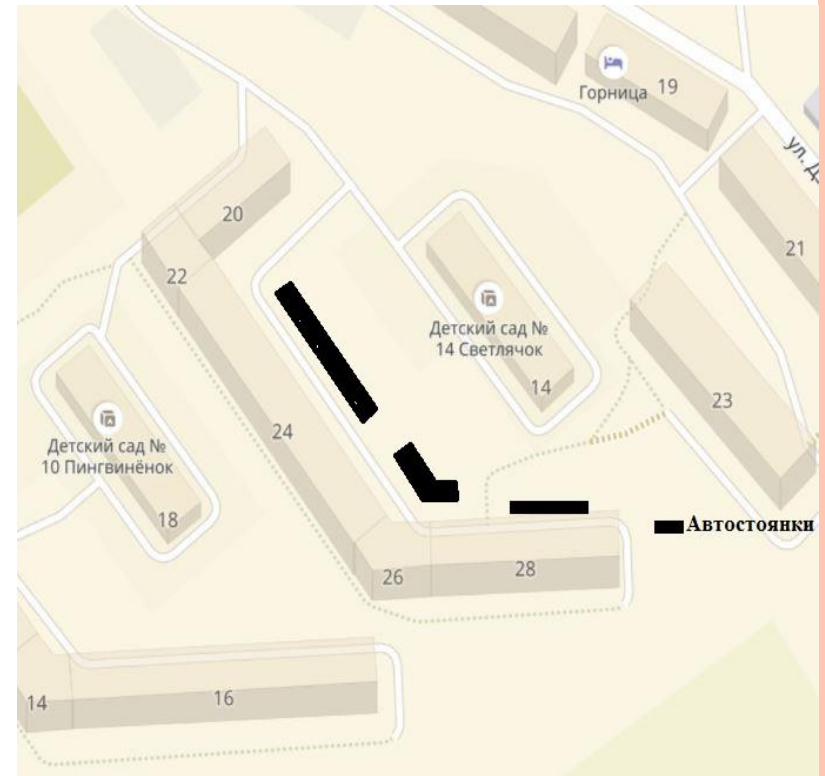 Горница
19
ул. Д
21
20
22
Детский сад №
14 Светлячок
14
23
24
Детский сад №
10 Пингвинёнок
18
Автостоянки
26
28
14
16